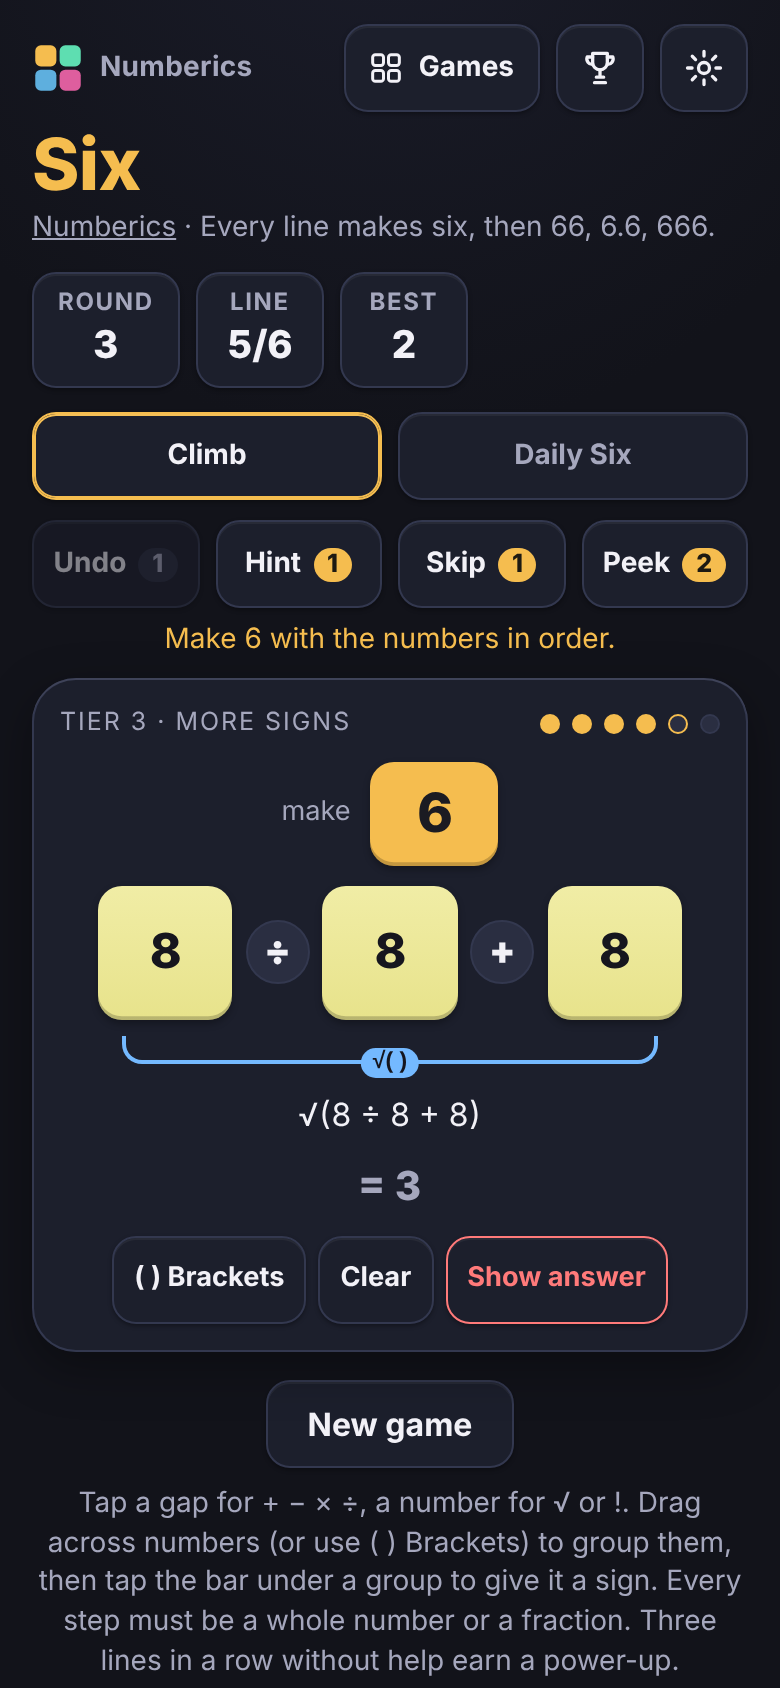 Numberics
Games
Six
Numberics · Every line makes six, then 66, 6.6, 666.
ROUND LINE BEST
3 5/6 2
Climb Daily Six
Undo 1 Hint 1 Skip 1 Peek 2
Make 6 with the numbers in order.
TIER 3 · MORE SIGNS
make 6
8 ÷ 8 + 8
√( )
√(8 ÷ 8 + 8)
= 3
( ) Brackets Clear Show answer
New game
Tap a gap for + − × ÷, a number for √ or !. Drag
across numbers (or use ( ) Brackets) to group them,
then tap the bar under a group to give it a sign. Every
step must be a whole number or a fraction. Three
lines in a row without help earn a power-up.